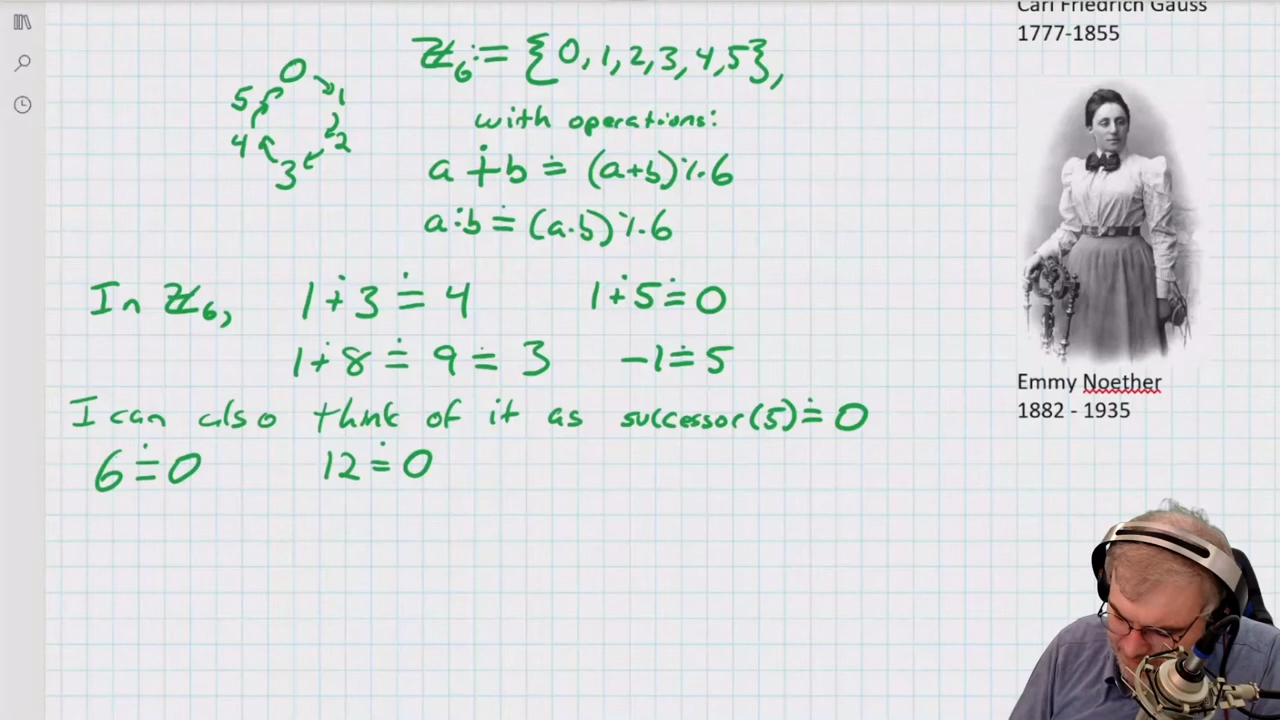 Carl Friedrich Gauss
1777-1855
ℤ₆ := {0,1,2,3,4,5},
0
1
2
3
4
5
with operations:
a ∔ b ≐ (a+b)%6
a ⋅̇ b ≐ (a·b)%6
In ℤ₆, 1 ∔ 3 ≐ 4 1 ∔ 5 ≐ 0
1 ∔ 8 ≐ 9 ≐ 3 -1 ≐ 5
I can also think of it as successor(5) ≐ 0
6 ≐ 0 12 ≐ 0
Emmy Noether
1882 - 1935